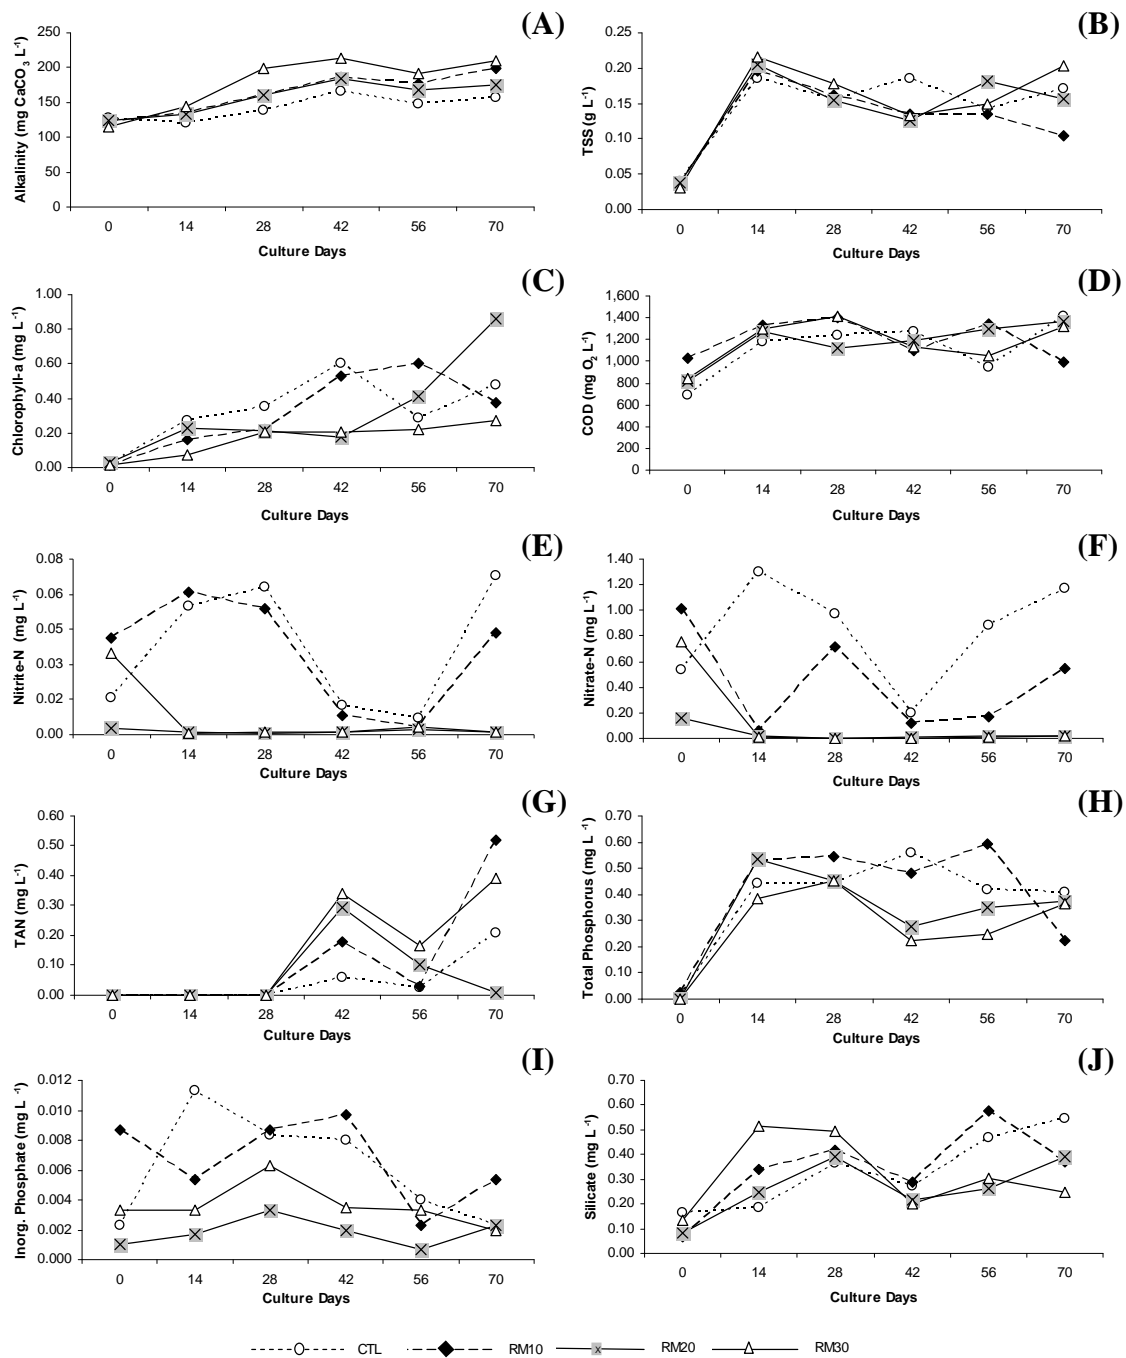 (A)
Alkalinity (mg CaCO3 L-1)
250
200
150
100
50
0
0 14 28 42 56 70
Culture Days
(B)
TSS (g L-1)
0.25
0.20
0.15
0.10
0.05
0.00
0 14 28 42 56 70
Culture Days
(C)
Chlorophyll-a (mg L-1)
1.00
0.80
0.60
0.40
0.20
0.00
0 14 28 42 56 70
Culture Days
(D)
COD (mg O2 L-1)
1,600
1,400
1,200
1,000
800
600
400
200
0
0 14 28 42 56 70
Culture Days
(E)
Nitrite-N (mg L-1)
0.08
0.06
0.05
0.03
0.02
0.00
0 14 28 42 56 70
Culture Days
(F)
Nitrate-N (mg L-1)
1.40
1.20
1.00
0.80
0.60
0.40
0.20
0.00
0 14 28 42 56 70
Culture Days
(G)
TAN (mg L-1)
0.60
0.50
0.40
0.30
0.20
0.10
0.00
0 14 28 42 56 70
Culture Days
(H)
Total Phosphorus (mg L-1)
0.70
0.60
0.50
0.40
0.30
0.20
0.10
0.00
0 14 28 42 56 70
Culture Days
(I)
Inorg. Phosphate (mg L-1)
0.012
0.010
0.008
0.006
0.004
0.002
0.000
0 14 28 42 56 70
Culture Days
(J)
Silicate (mg L-1)
0.70
0.60
0.50
0.40
0.30
0.20
0.10
0.00
0 14 28 42 56 70
Culture Days
CTL RM10 RM20 RM30